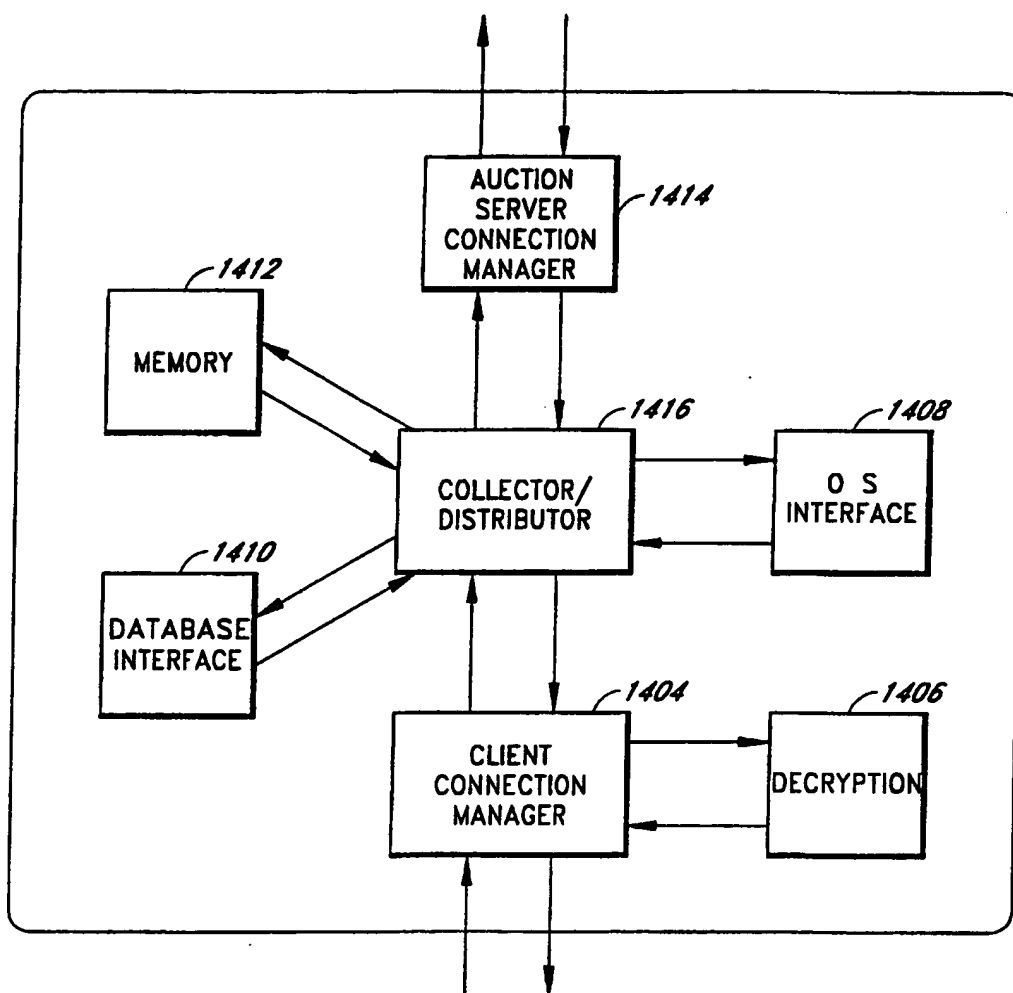 AUCTION
SERVER
CONNECTION
MANAGER
1414
1412
MEMORY
1416
COLLECTOR/
DISTRIBUTOR
1408
O S
INTERFACE
1410
DATABASE
INTERFACE
1404
CLIENT
CONNECTION
MANAGER
1406
DECRYPTION